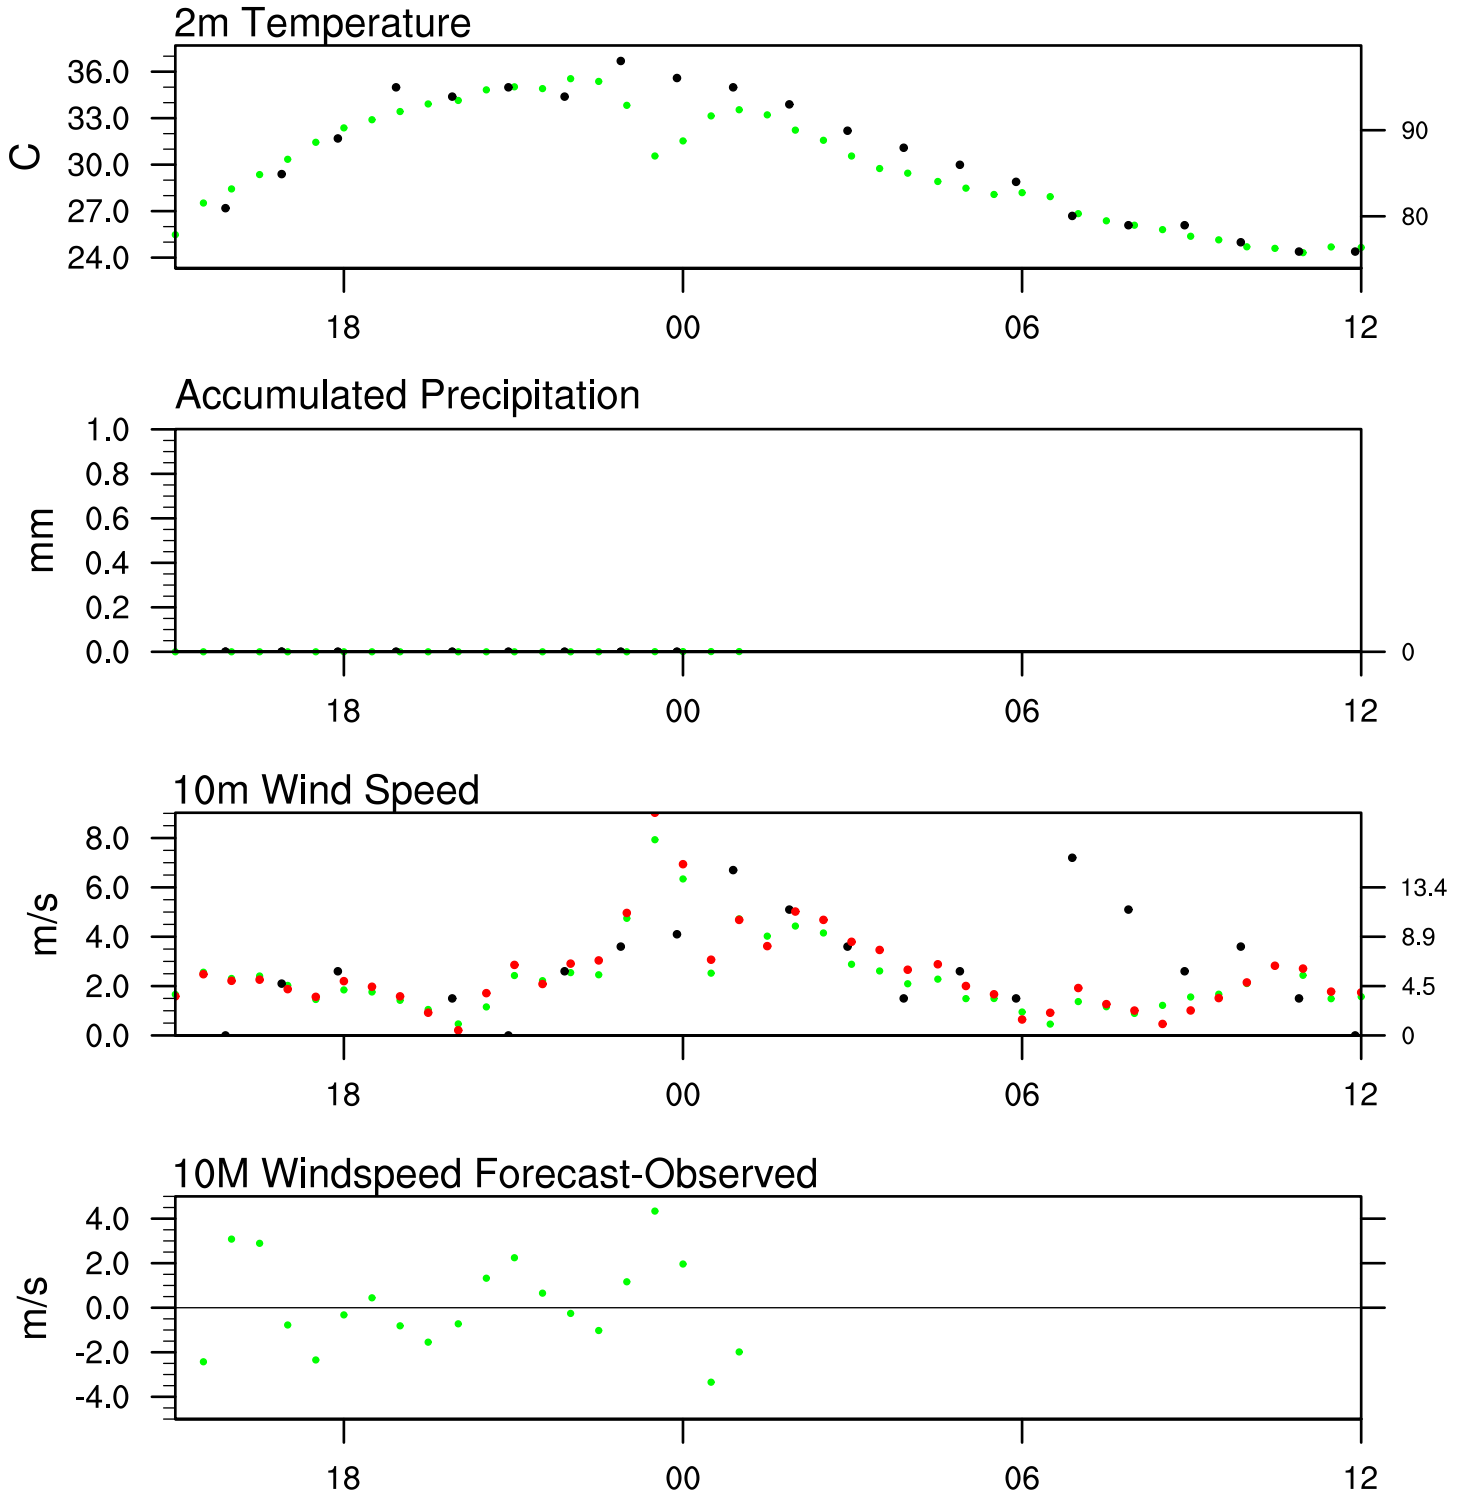 2m Temperature
36.0
33.0
30.0
27.0
24.0
C
90
80
18 00 06 12
Accumulated Precipitation
1.0
0.8
0.6
0.4
0.2
0.0
mm
0
18 00 06 12
10m Wind Speed
8.0
6.0
4.0
2.0
0.0
m/s
13.4
8.9
4.5
0
18 00 06 12
10M Windspeed Forecast-Observed
4.0
2.0
0.0
-2.0
-4.0
m/s
18 00 06 12